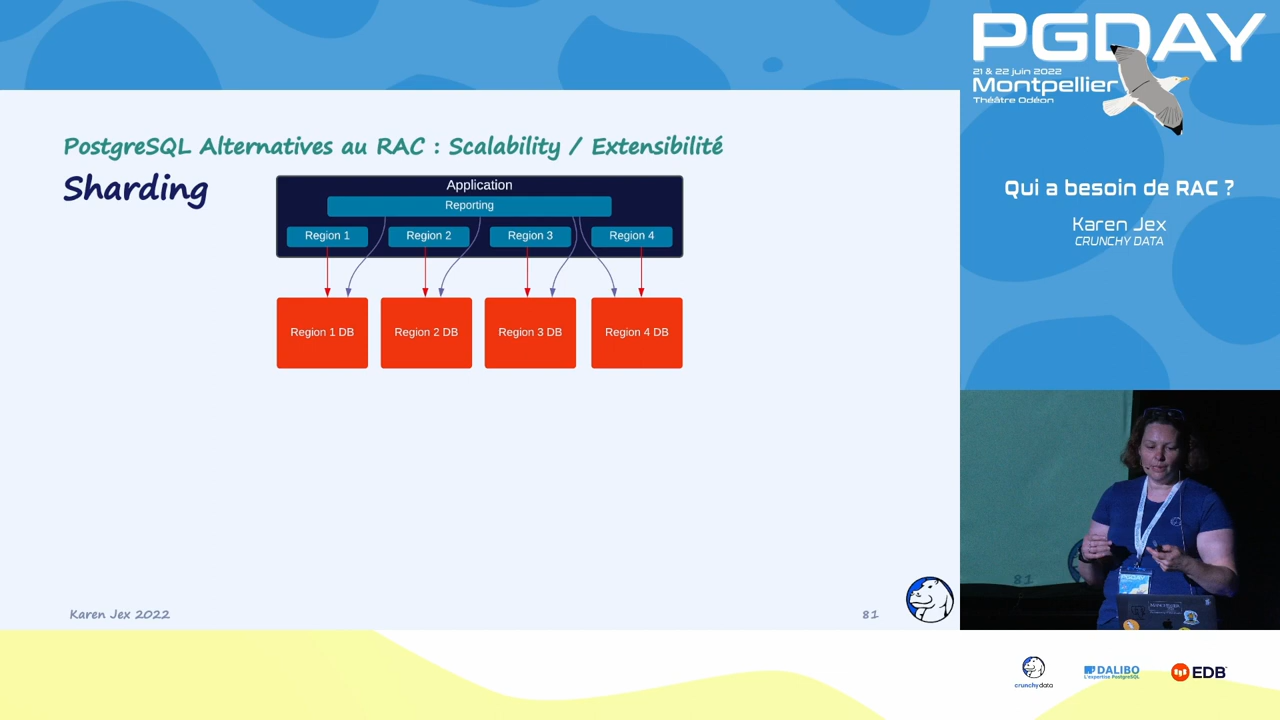 PGDAY
21 & 22 juin 2022
Montpellier
Théâtre Odéon
PostgreSQL Alternatives au RAC : Scalability / Extensibilité
Sharding
Application
Reporting
Region 1
Region 2
Region 3
Region 4
Region 1 DB
Region 2 DB
Region 3 DB
Region 4 DB
Karen Jex 2022
81
Qui a besoin de RAC ?
Karen Jex
CRUNCHY DATA
81
PGDAY
crunchydata
DALIBO
L'expertise PostgreSQL
EDB